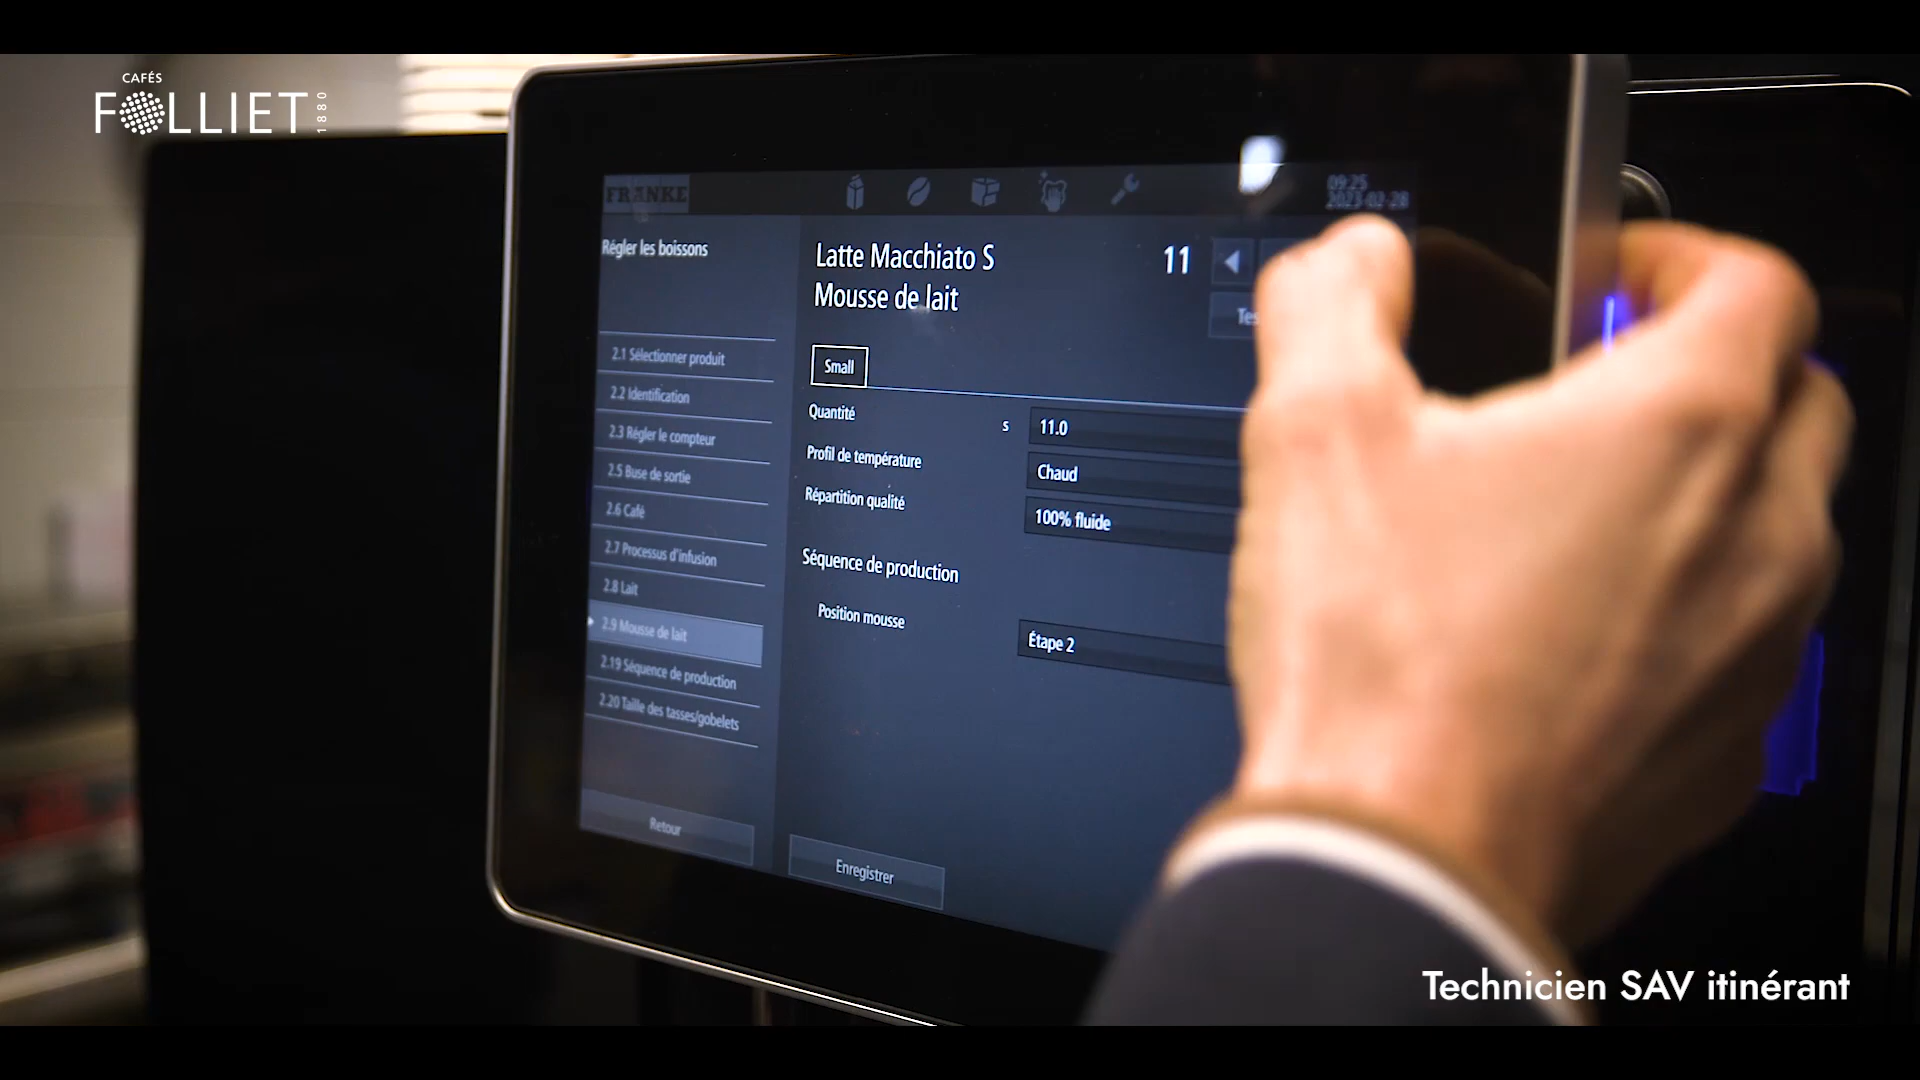 CAFÉS
FOLLIET
1880
FRANKE
09:25
2023-02-28
Régler les boissons
2.1 Sélectionner produit
2.2 Identification
2.3 Régler le compteur
2.5 Buse de sortie
2.6 Café
2.7 Processus d'infusion
2.8 Lait
2.9 Mousse de lait
2.19 Séquence de production
2.20 Taille des tasses/gobelets
Retour
Latte Macchiato S
11
Mousse de lait
Small
Quantité s 11.0
Profil de température Chaud
Répartition qualité 100% fluide
Séquence de production
Position mousse Étape 2
Enregistrer
Technicien SAV itinérant